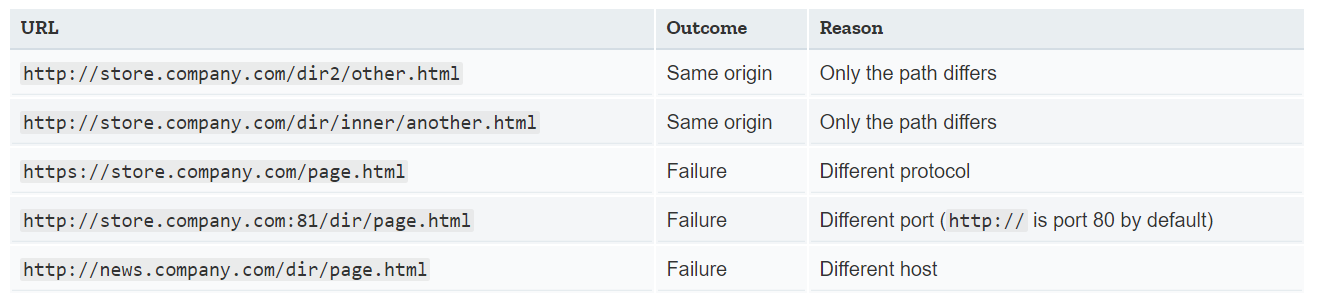 URL Outcome Reason
http://store.company.com/dir2/other.html Same origin Only the path differs
http://store.company.com/dir/inner/another.html Same origin Only the path differs
https://store.company.com/page.html Failure Different protocol
http://store.company.com:81/dir/page.html Failure Different port (http:// is port 80 by default)
http://news.company.com/dir/page.html Failure Different host